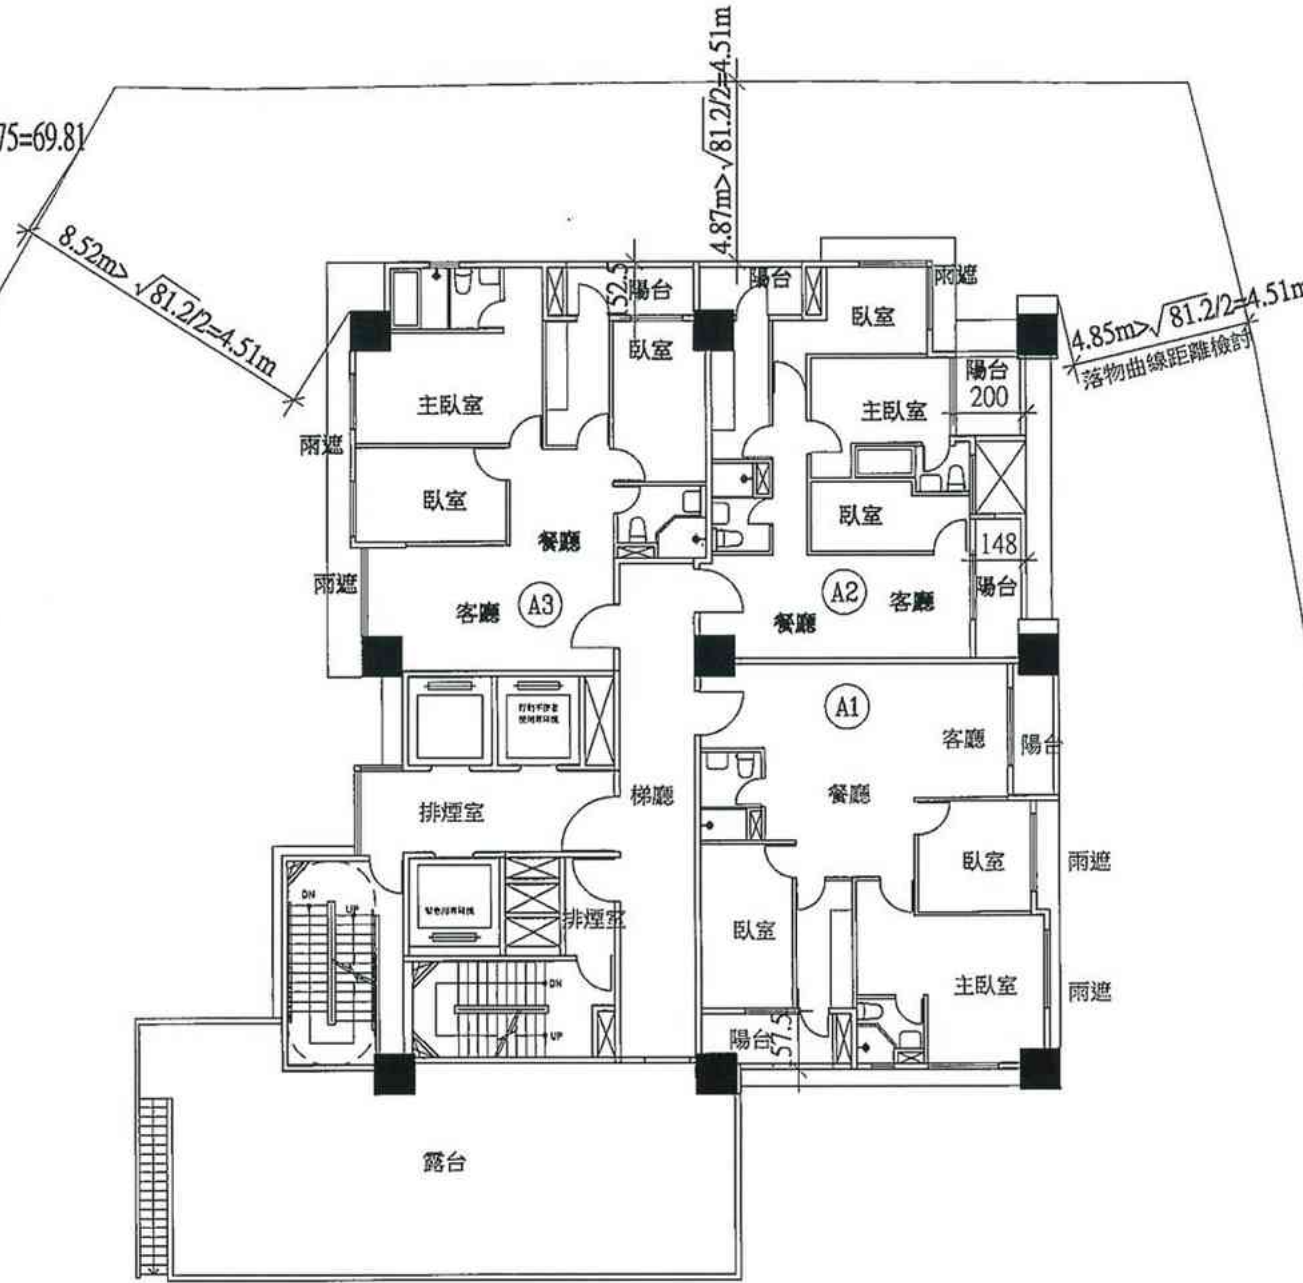 75=69.81
8.52m>√81.2/2=4.51m
4.87m>√81.2/2=4.51m
4.85m>√81.2/2=4.51m
落物曲線距離檢討
152.5
陽台
陽台
雨遮
臥室
臥室
陽台
200
主臥室
主臥室
雨遮
臥室
臥室
餐廳
148
陽台
雨遮
客廳
A3
A2
客廳
餐廳
A1
客廳
陽台
餐廳
梯廳
排煙室
臥室
雨遮
DN
UP
排煙室
臥室
主臥室
雨遮
DN
UP
陽台
157.5
露台